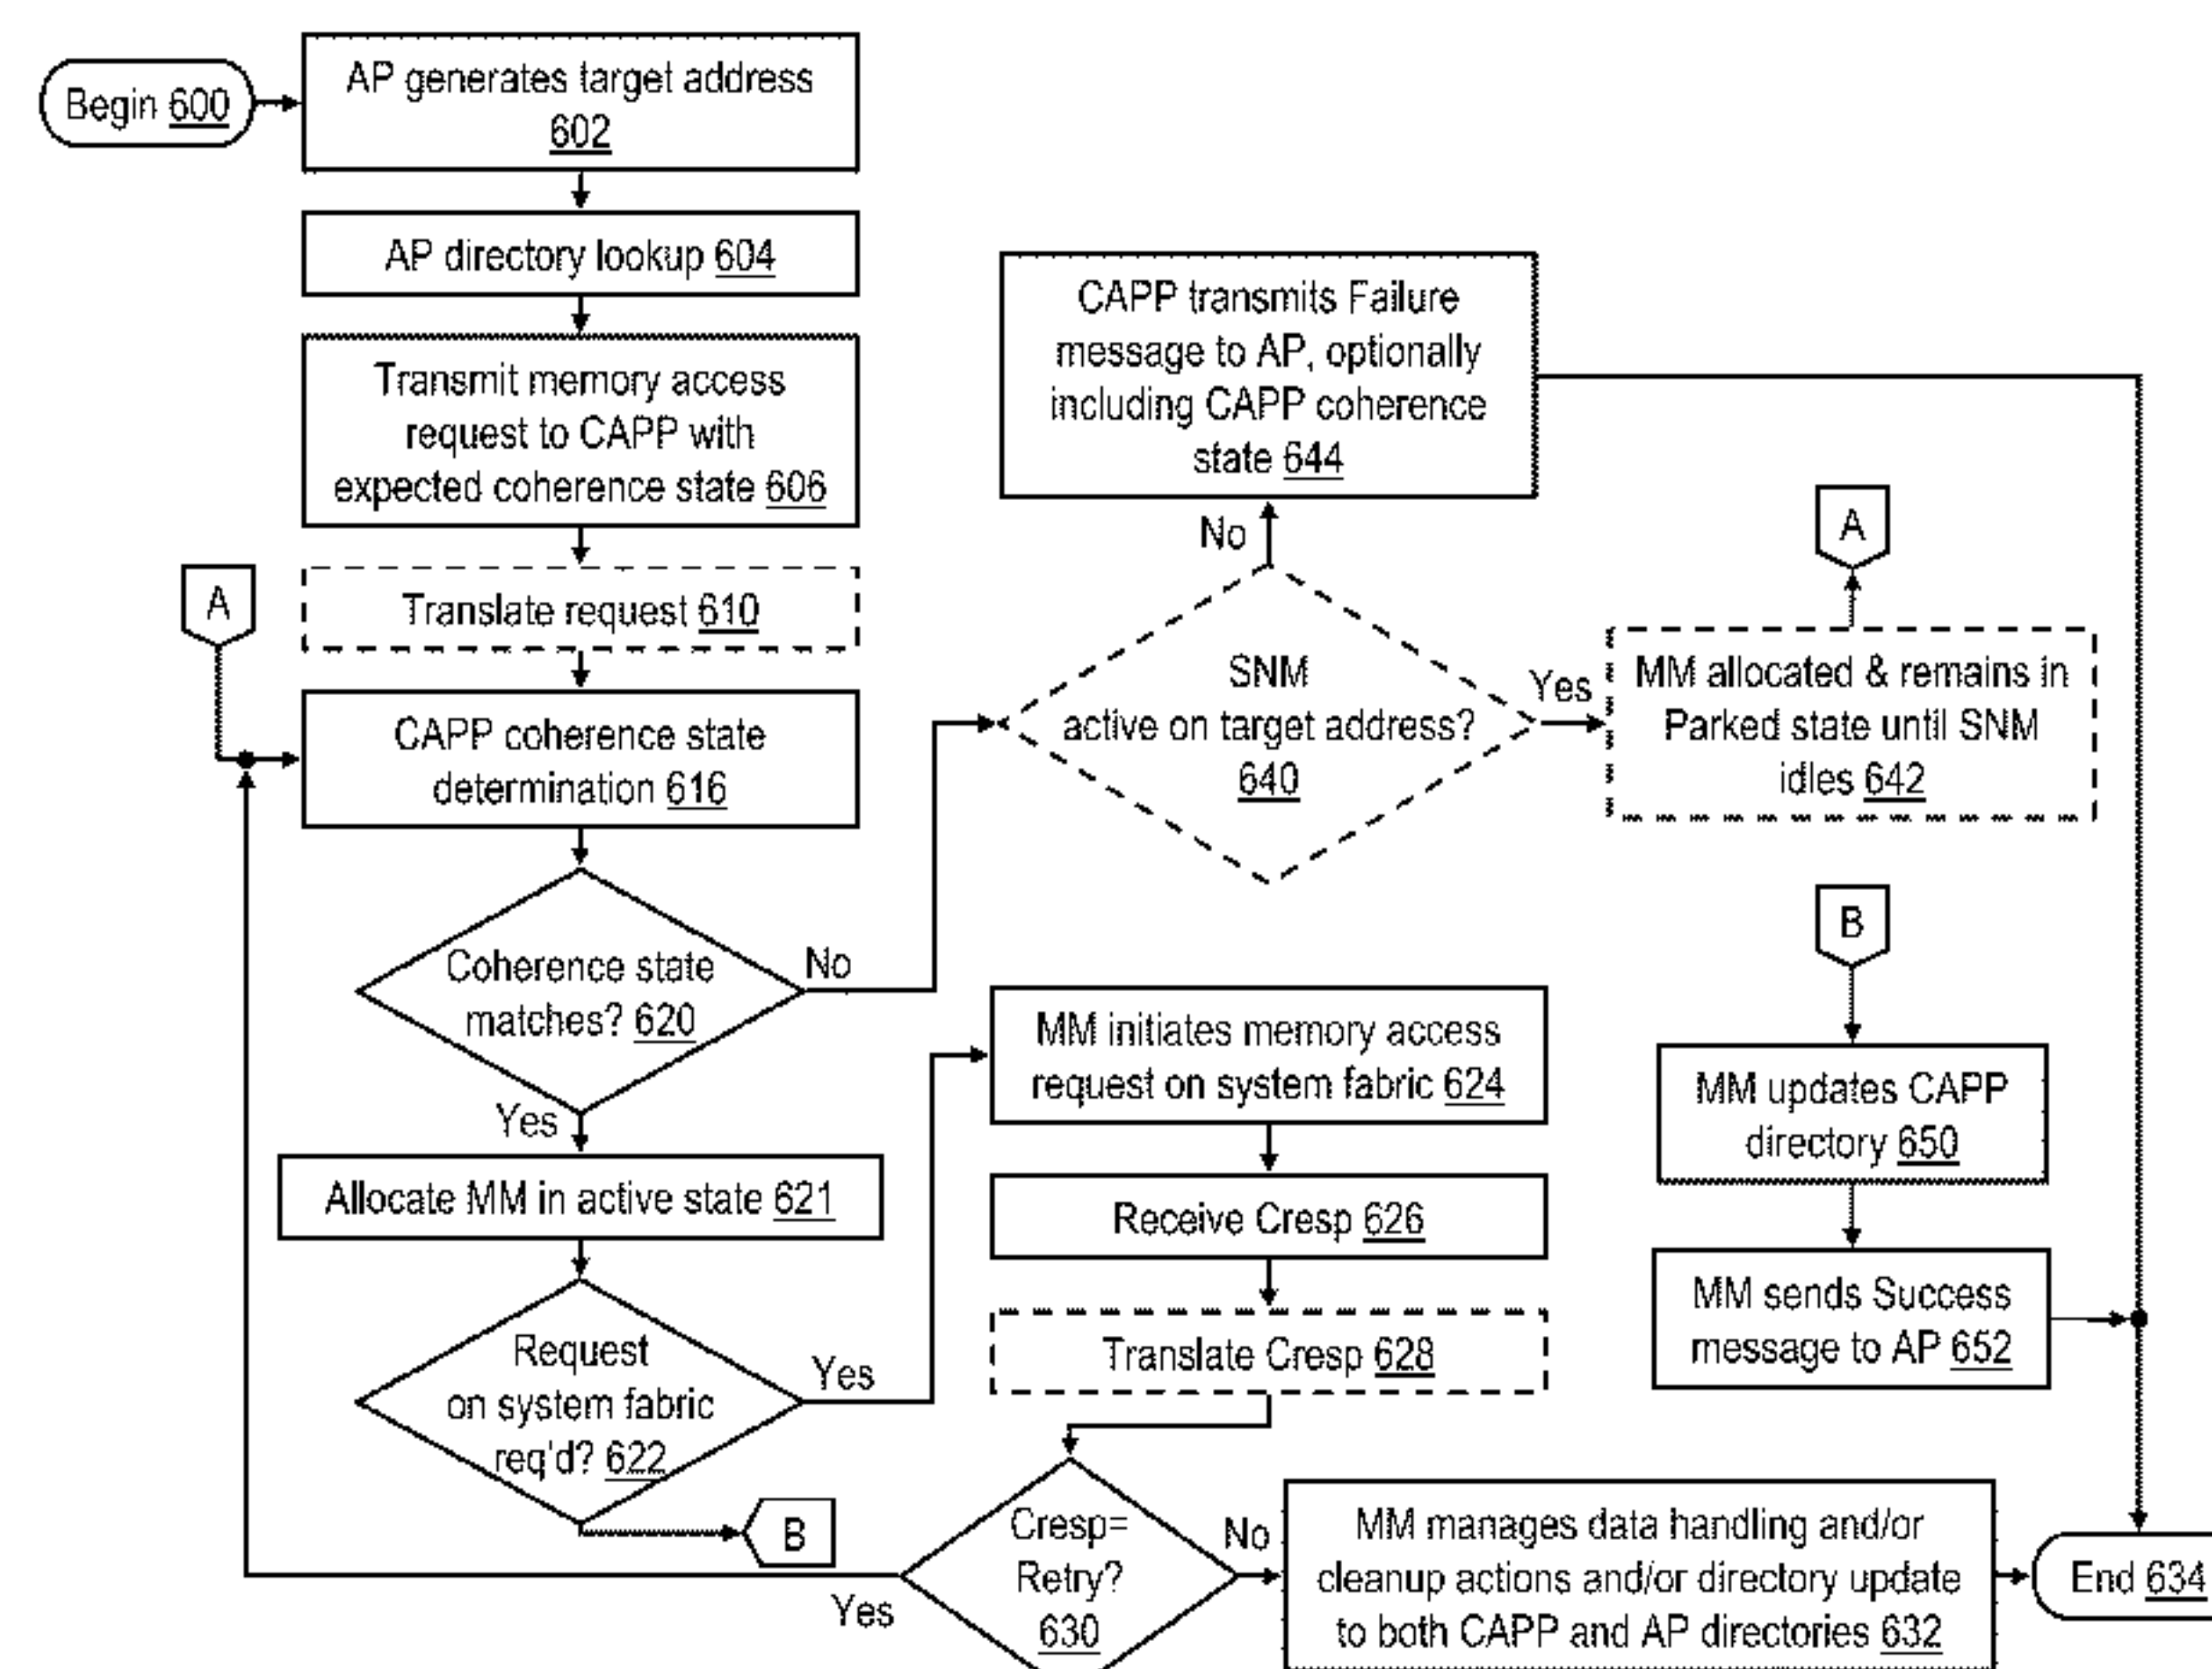 Begin 600
AP generates target address
602
AP directory lookup 604
Transmit memory access
request to CAPP with
expected coherence state 606
A
Translate request 610
CAPP coherence state
determination 616
Coherence state
matches? 620
No
Yes
Allocate MM in active state 621
Request
on system fabric
req'd? 622
Yes
B
CAPP transmits Failure
message to AP, optionally
including CAPP coherence
state 644
No
SNM
active on target address?
640
Yes
A
MM allocated & remains in
Parked state until SNM
idles 642
MM initiates memory access
request on system fabric 624
Receive Cresp 626
Translate Cresp 628
Cresp=
Retry?
630
Yes
No
MM manages data handling and/or
cleanup actions and/or directory update
to both CAPP and AP directories 632
B
MM updates CAPP
directory 650
MM sends Success
message to AP 652
End 634